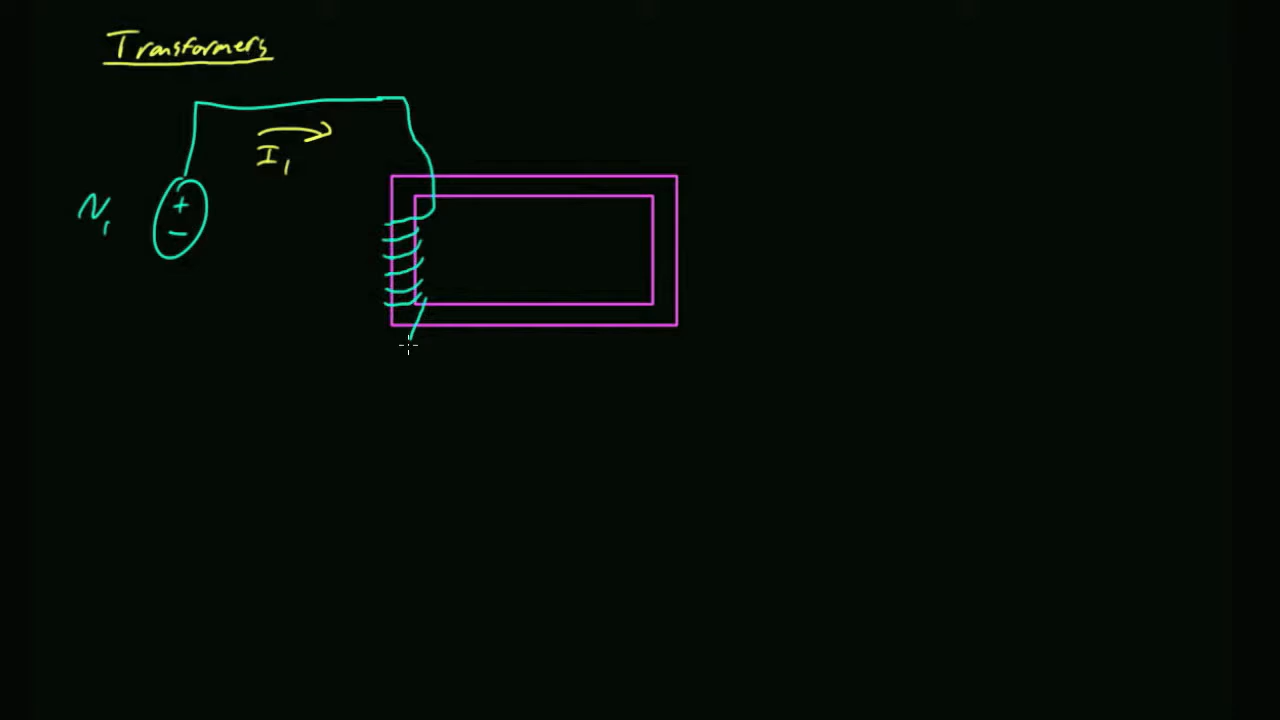 Transformers
I₁
N₁
+
−